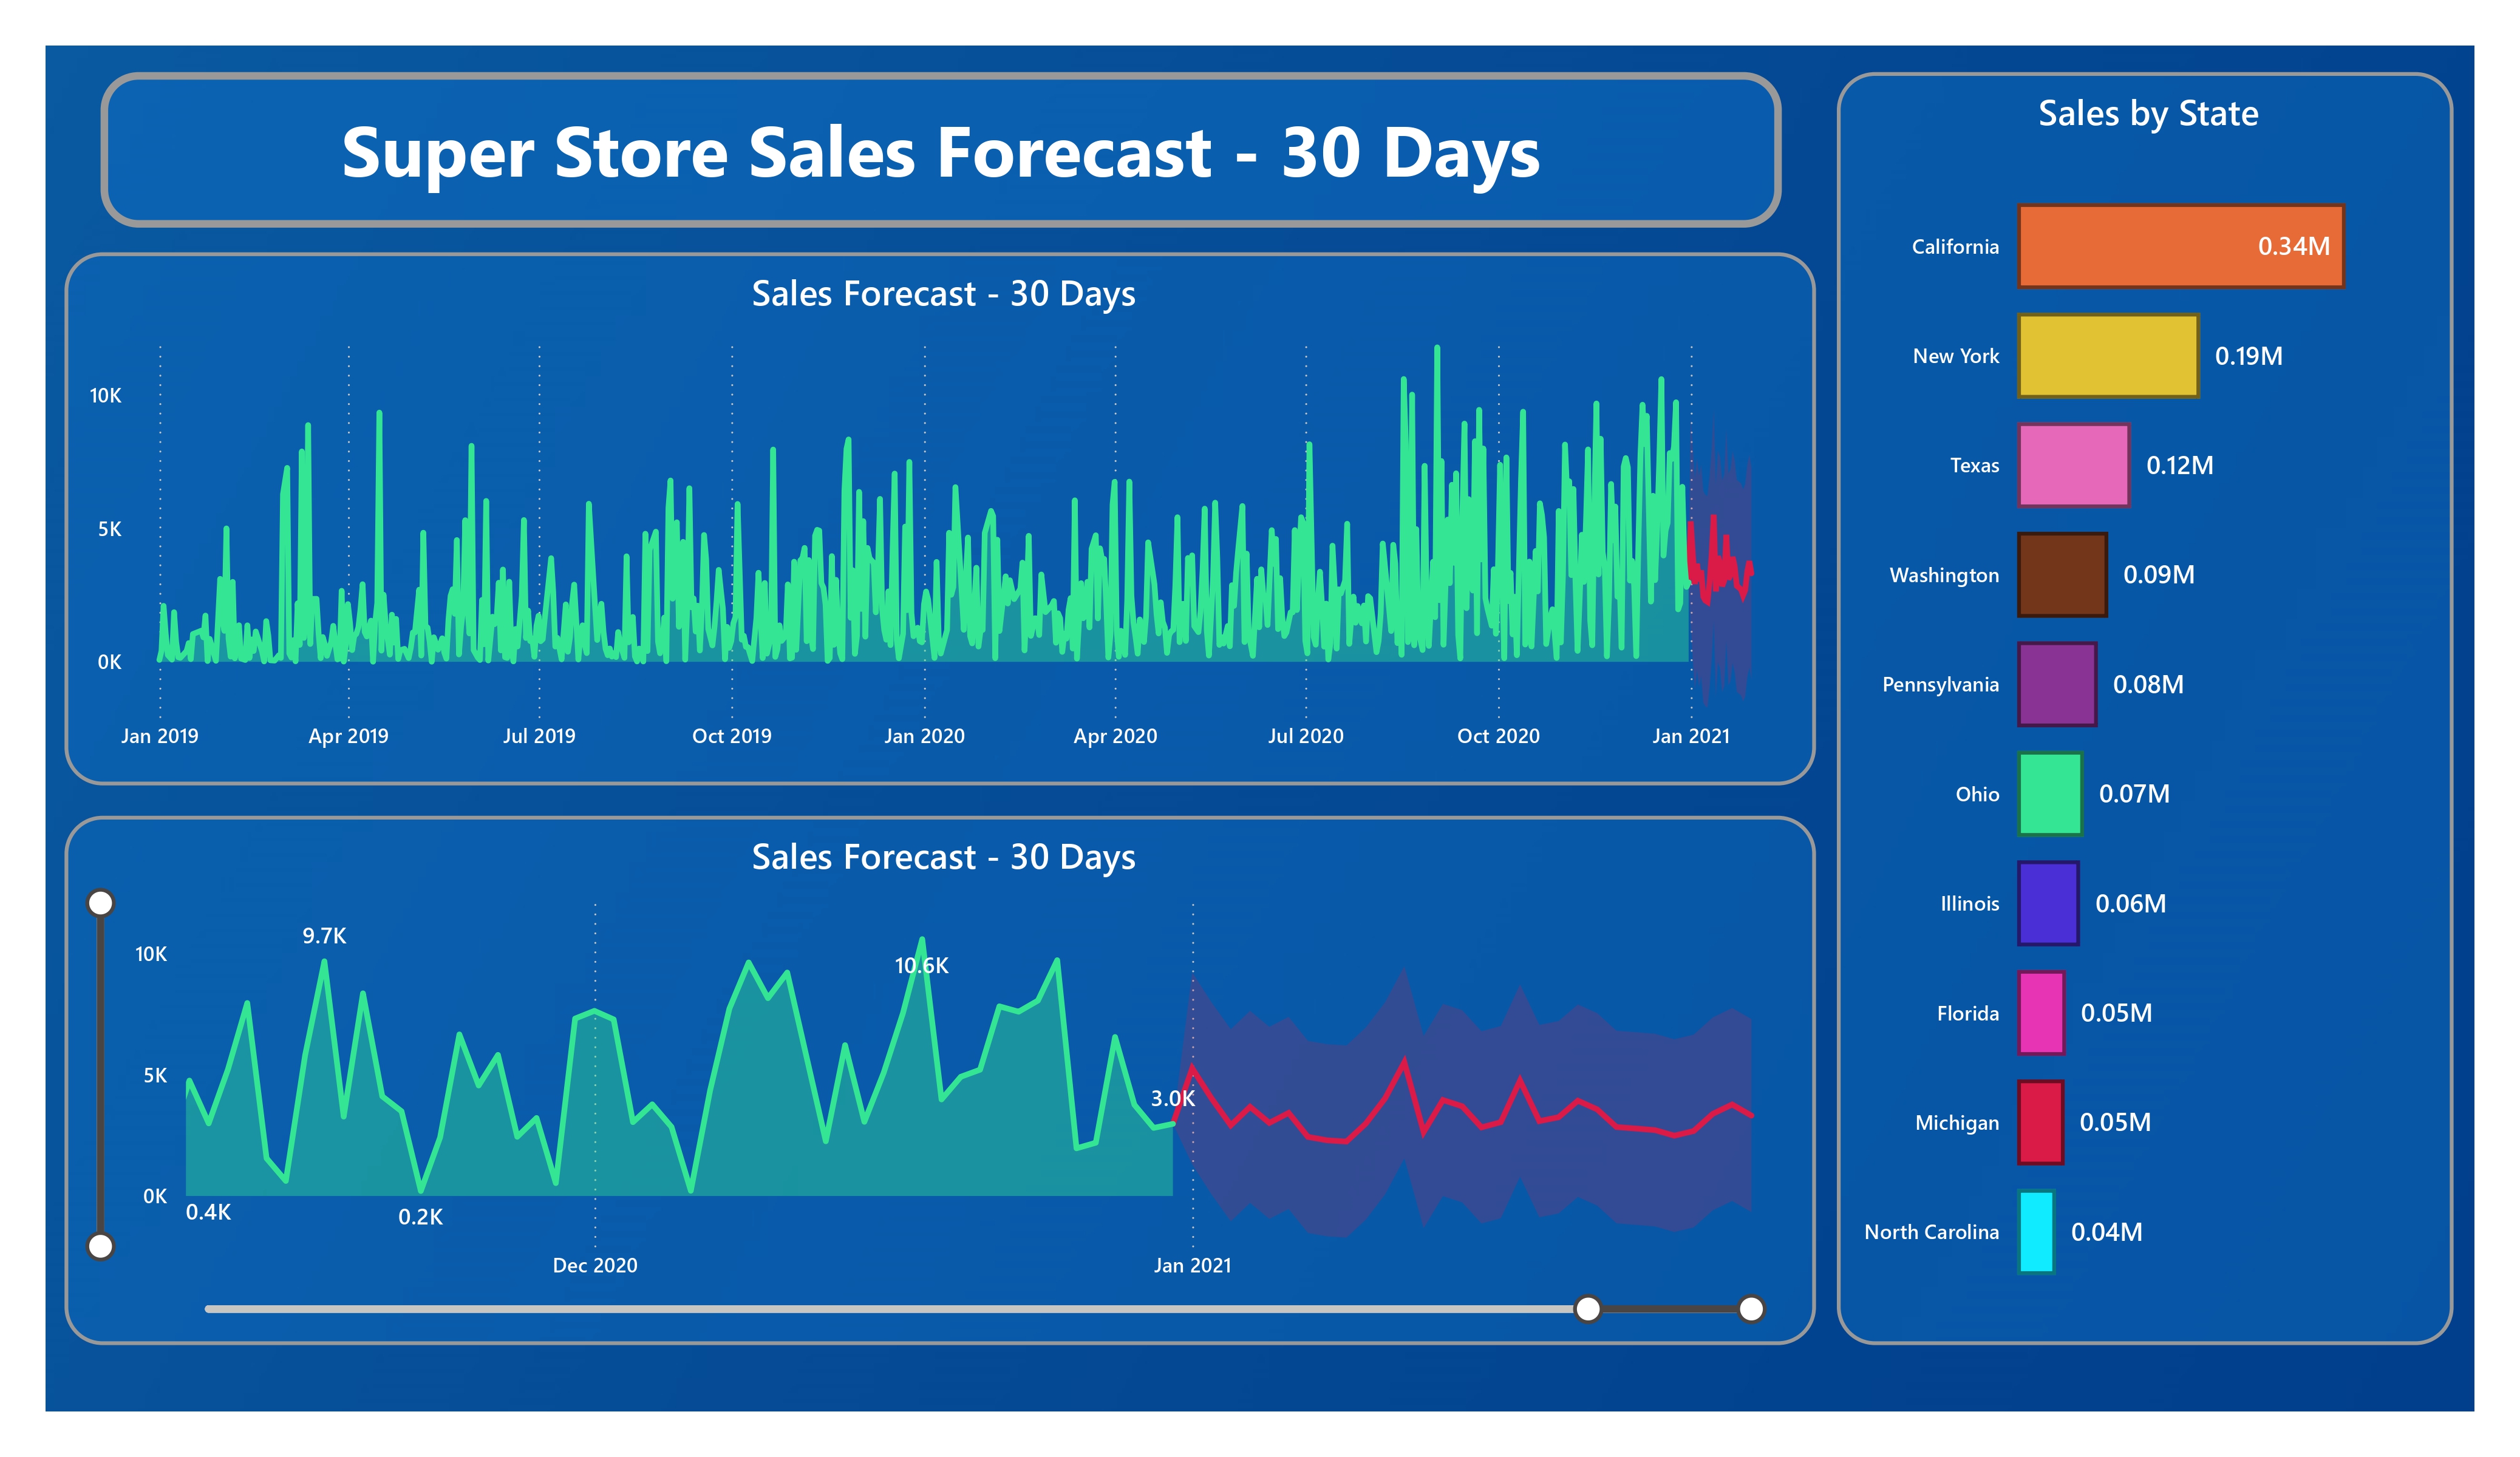 Super Store Sales Forecast - 30 Days
Sales Forecast - 30 Days
10K
5K
0K
Jan 2019 Apr 2019 Jul 2019 Oct 2019 Jan 2020 Apr 2020 Jul 2020 Oct 2020 Jan 2021
Sales Forecast - 30 Days
9.7K
10K
10.6K
5K
3.0K
0K
0.4K
0.2K
Dec 2020 Jan 2021
Sales by State
California 0.34M
New York 0.19M
Texas 0.12M
Washington 0.09M
Pennsylvania 0.08M
Ohio 0.07M
Illinois 0.06M
Florida 0.05M
Michigan 0.05M
North Carolina 0.04M